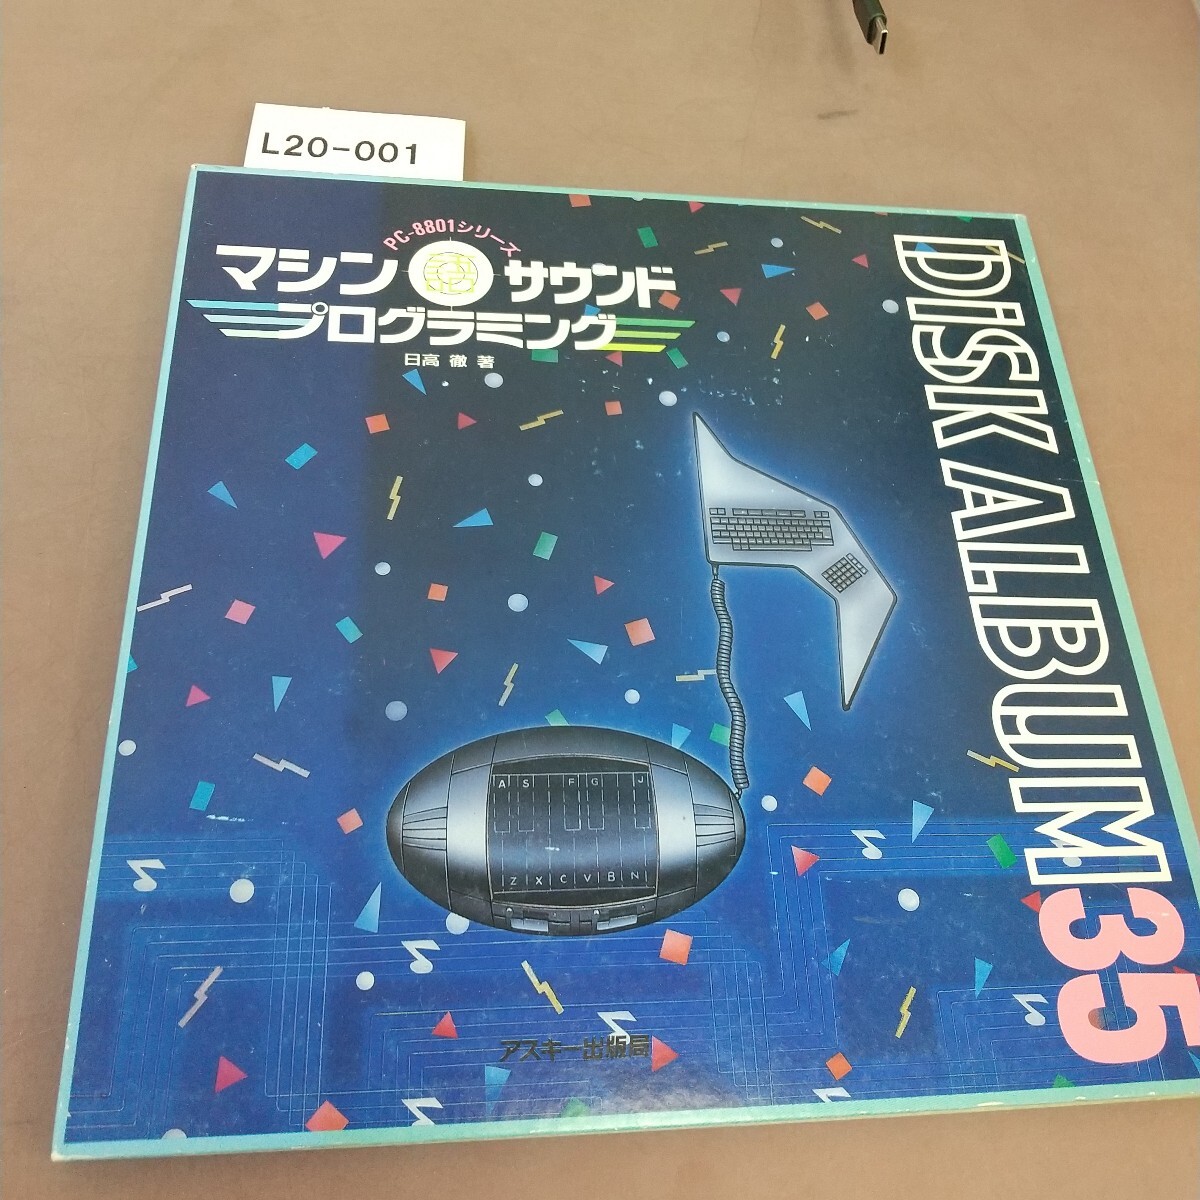 L20-001
PC-8801シリーズ
マシン語サウンド
プログラミング
日高 徹 著
DISK ALBUM 35
A S F G J
Z X C V B N
アスキー出版局